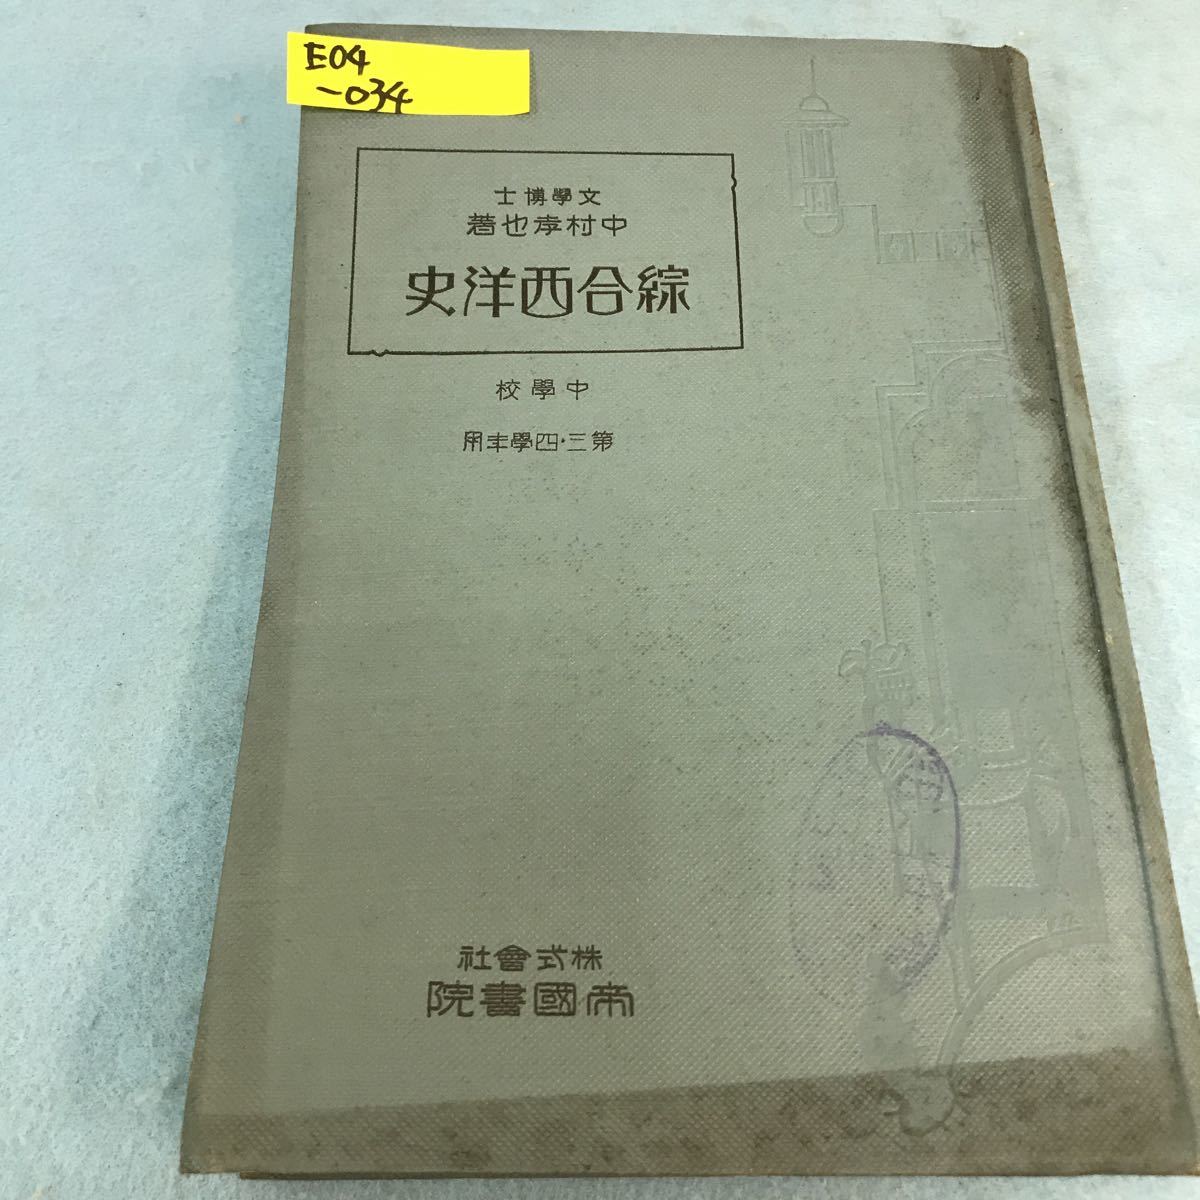 E04
-034
文學博士
中村孝也著
綜合西洋史
中學校
第三・四學年用
株式會社
帝國書院